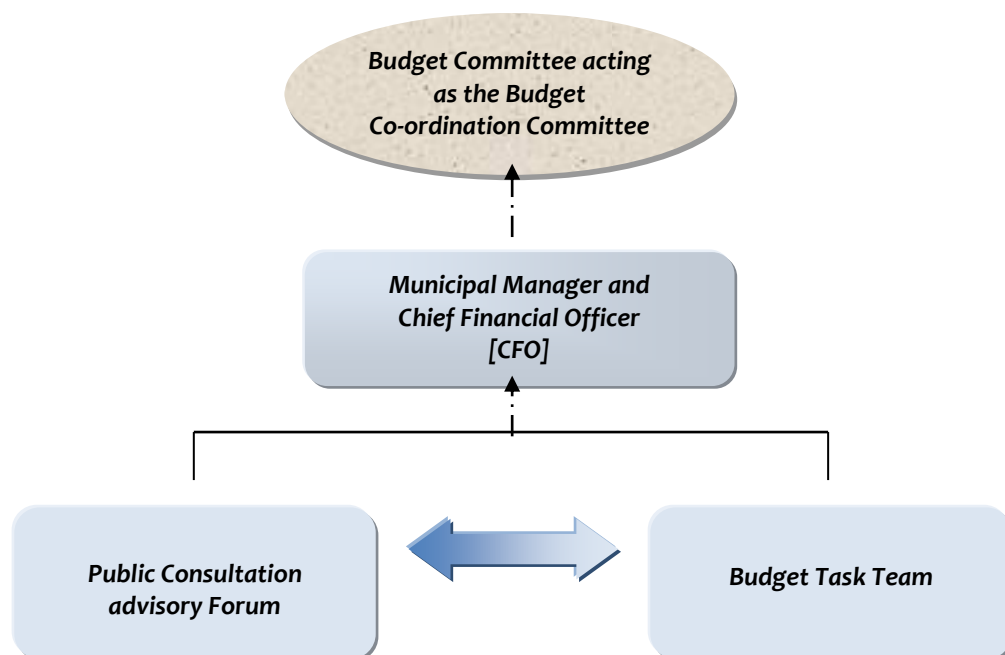 Budget Committee acting
as the Budget
Co-ordination Committee
Municipal Manager and
Chief Financial Officer
[CFO]
Public Consultation
advisory Forum
Budget Task Team